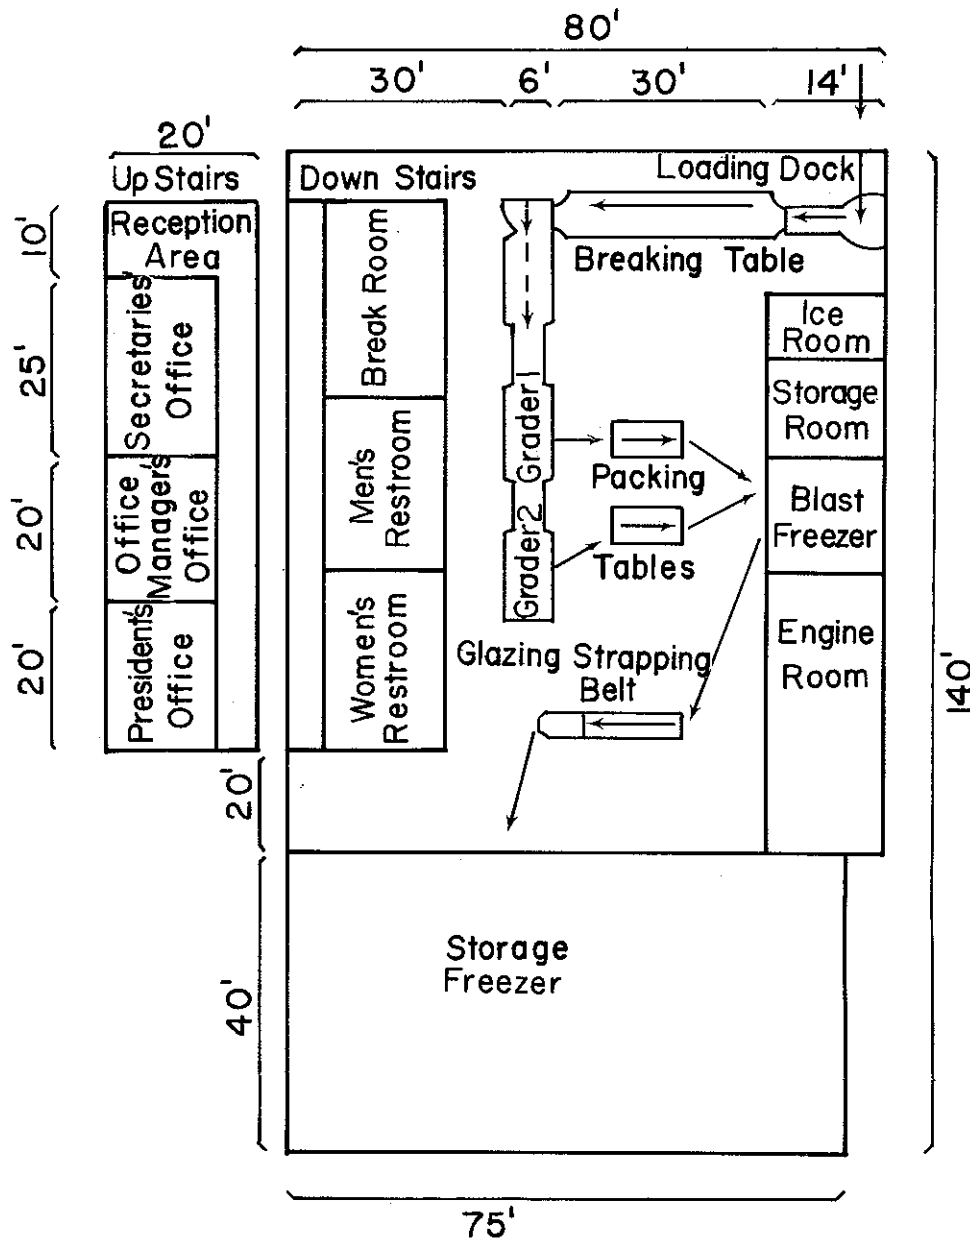 80'
30'
6'
30'
14'
20'
Up Stairs
Down Stairs
Loading Dock
Reception
Area
Breaking Table
10'
25'
20'
20'
Secretaries'
Office
Office
Manager's
Office
President's
Office
Break Room
Men's
Restroom
Women's
Restroom
Grader 1
Grader 2
Packing
Tables
Ice
Room
Storage
Room
Blast
Freezer
Engine
Room
Glazing Strapping
Belt
20'
40'
140'
Storage
Freezer
75'